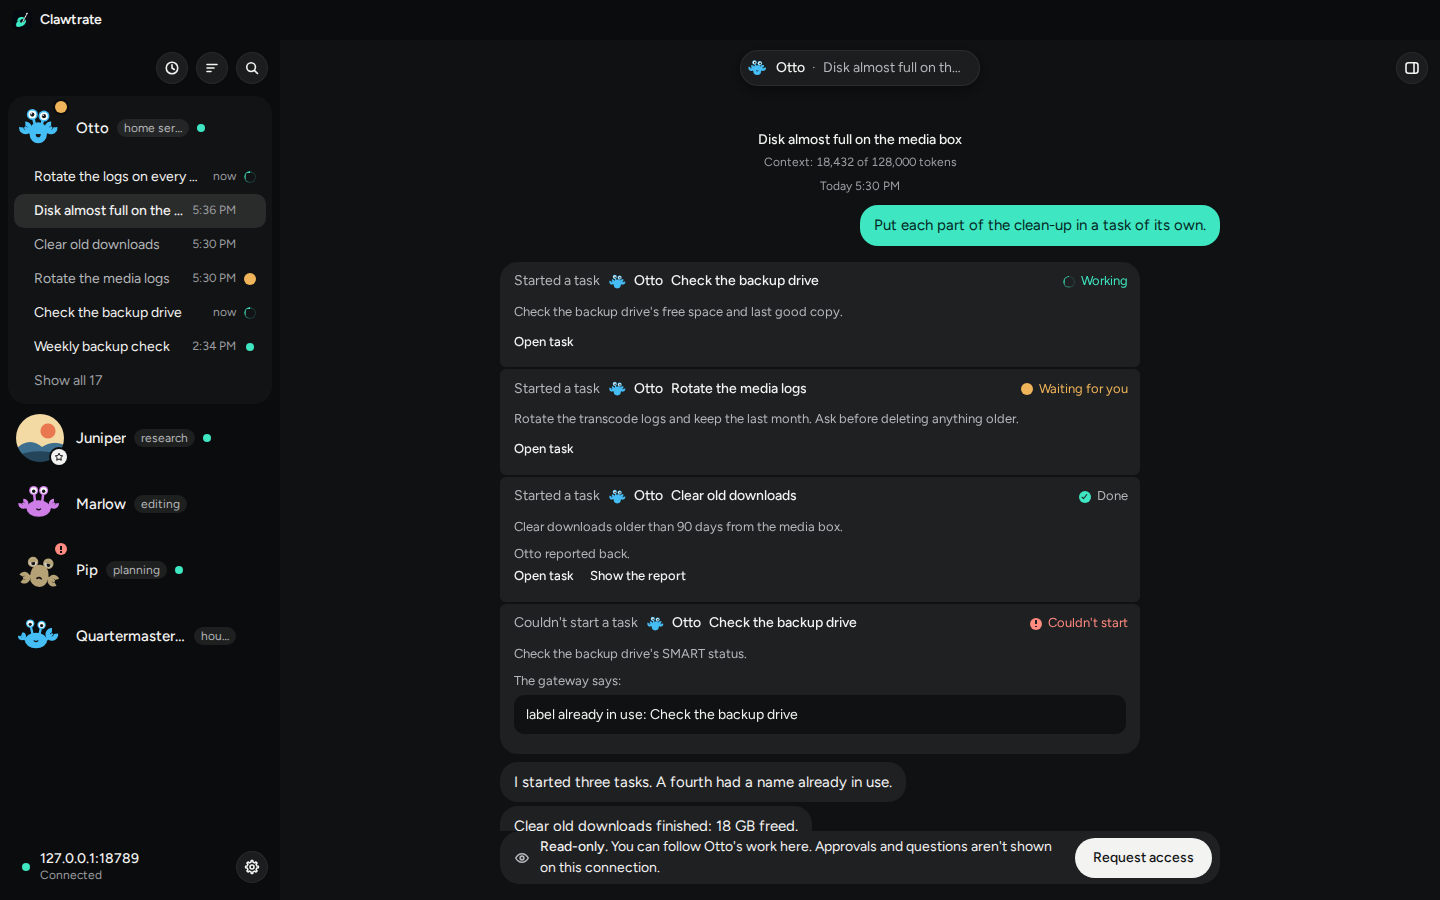 Clawtrate
Otto home ser...
Rotate the logs on every ... now
Disk almost full on the ... 5:36 PM
Clear old downloads 5:30 PM
Rotate the media logs 5:30 PM
Check the backup drive now
Weekly backup check 2:34 PM
Show all 17
Juniper research
Marlow editing
Pip planning
Quartermaster... hou...
127.0.0.1:18789
Connected
Otto · Disk almost full on th...
Disk almost full on the media box
Context: 18,432 of 128,000 tokens
Today 5:30 PM
Put each part of the clean-up in a task of its own.
Started a task Otto Check the backup drive Working
Check the backup drive's free space and last good copy.
Open task
Started a task Otto Rotate the media logs Waiting for you
Rotate the transcode logs and keep the last month. Ask before deleting anything older.
Open task
Started a task Otto Clear old downloads Done
Clear downloads older than 90 days from the media box.
Otto reported back.
Open task Show the report
Couldn't start a task Otto Check the backup drive Couldn't start
Check the backup drive's SMART status.
The gateway says:
label already in use: Check the backup drive
I started three tasks. A fourth had a name already in use.
Clear old downloads finished: 18 GB freed.
Read-only. You can follow Otto's work here. Approvals and questions aren't shown
on this connection.
Request access